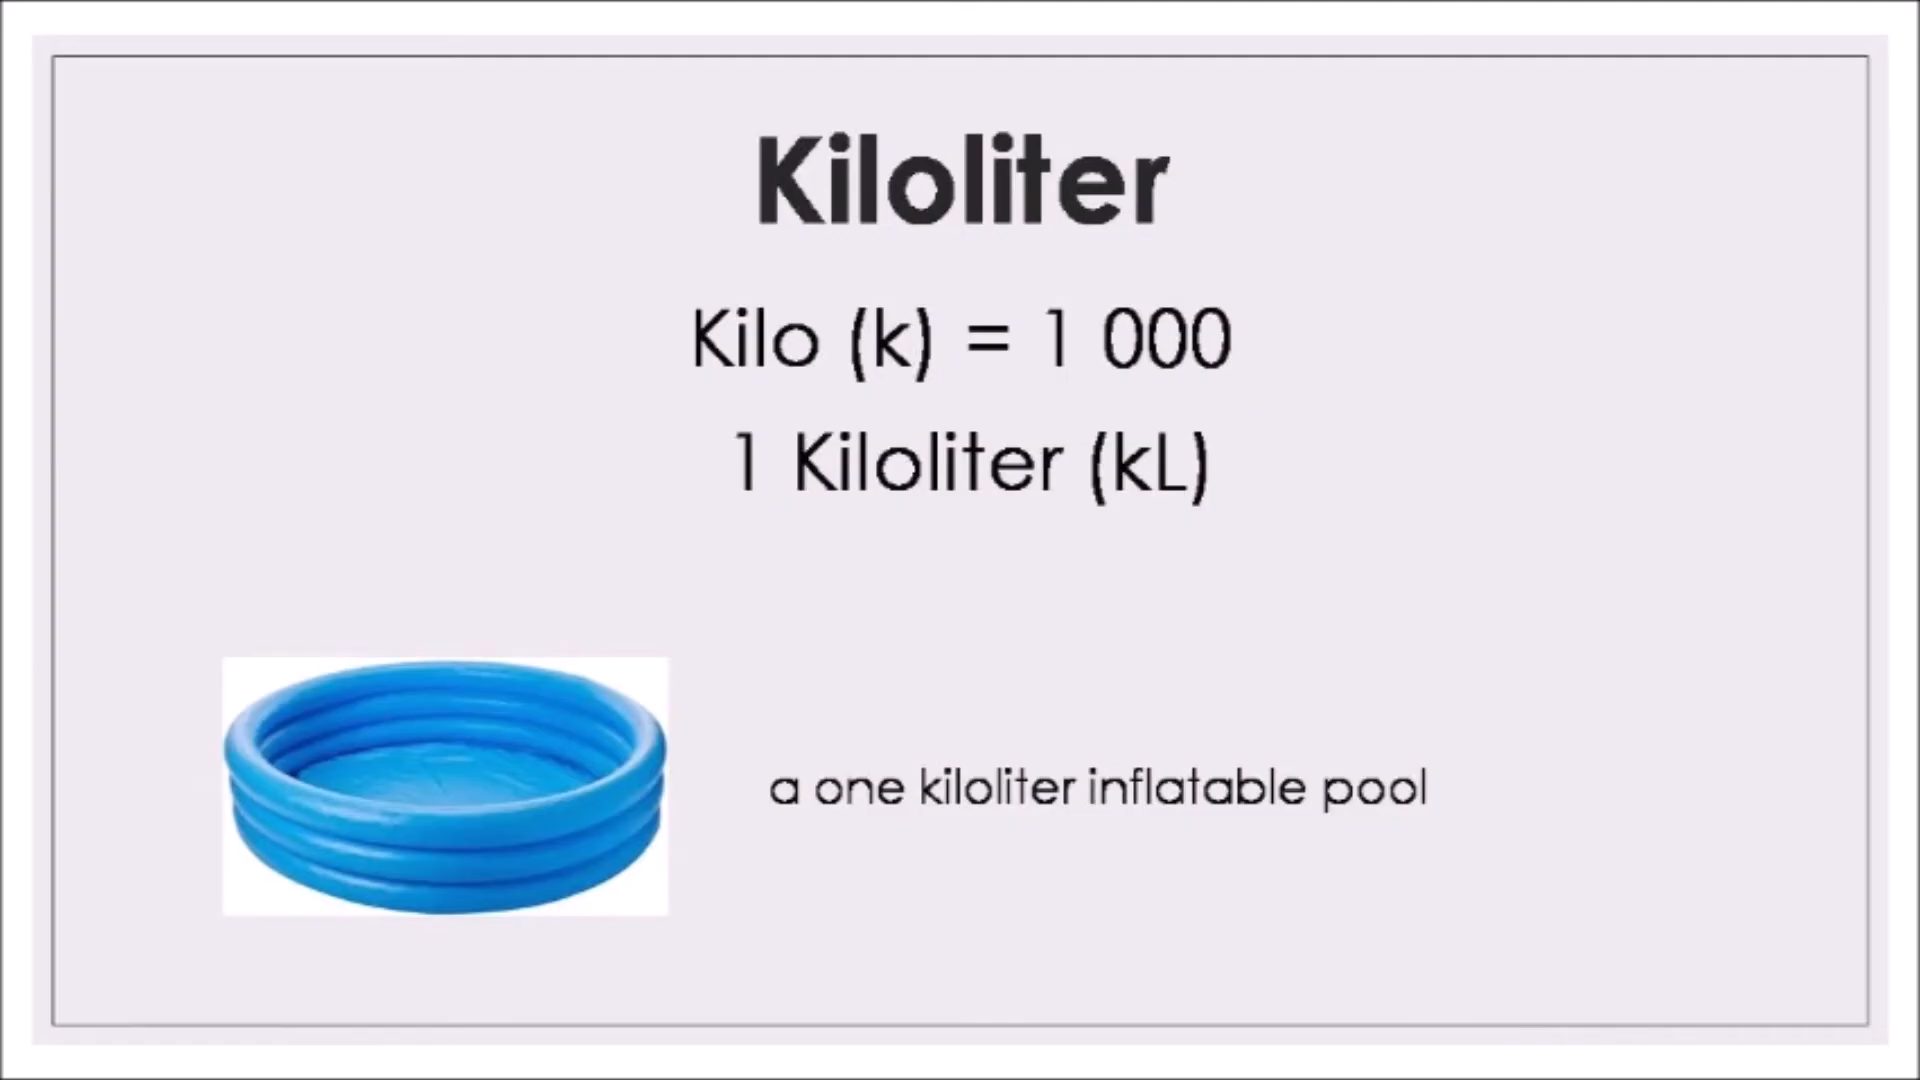 Kiloliter
Kilo (k) = 1 000
1 Kiloliter (kL)
a one kiloliter inflatable pool